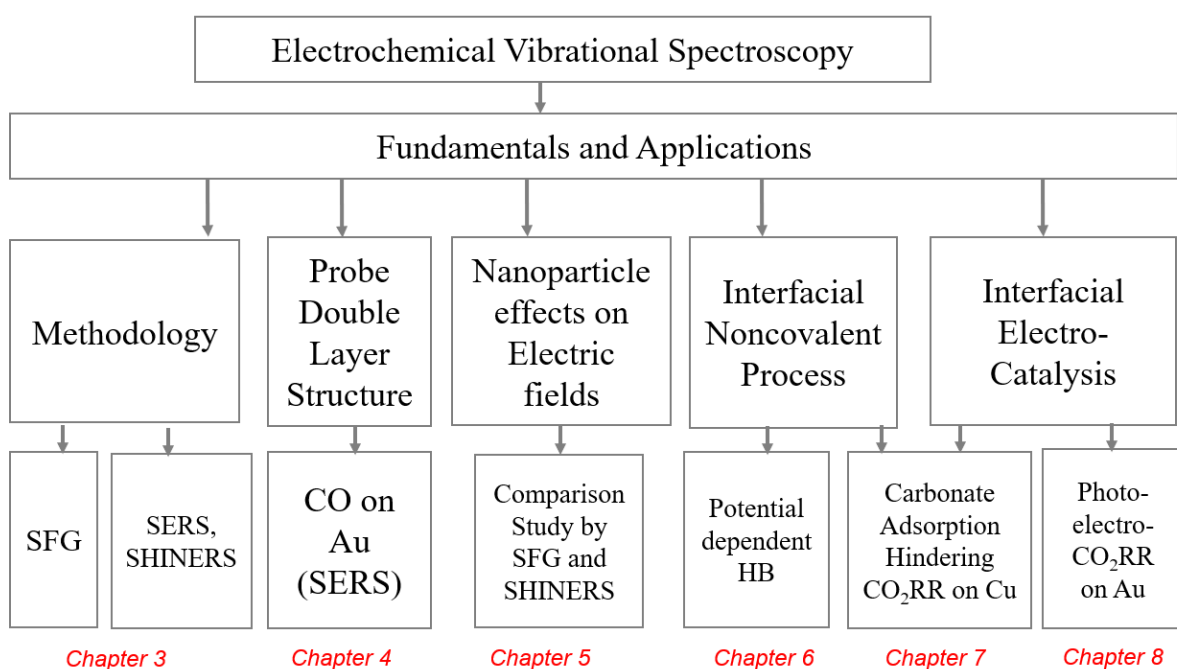 Electrochemical Vibrational Spectroscopy
Fundamentals and Applications
Methodology
Probe
Double
Layer
Structure
Nanoparticle
effects on
Electric
fields
Interfacial
Noncovalent
Process
Interfacial
Electro-
Catalysis
SFG
SERS,
SHINERS
CO on
Au
(SERS)
Comparison
Study by
SFG and
SHINERS
Potential
dependent
HB
Carbonate
Adsorption
Hindering
CO₂RR on Cu
Photo-
electro-
CO₂RR
on Au
Chapter 3
Chapter 4
Chapter 5
Chapter 6
Chapter 7
Chapter 8